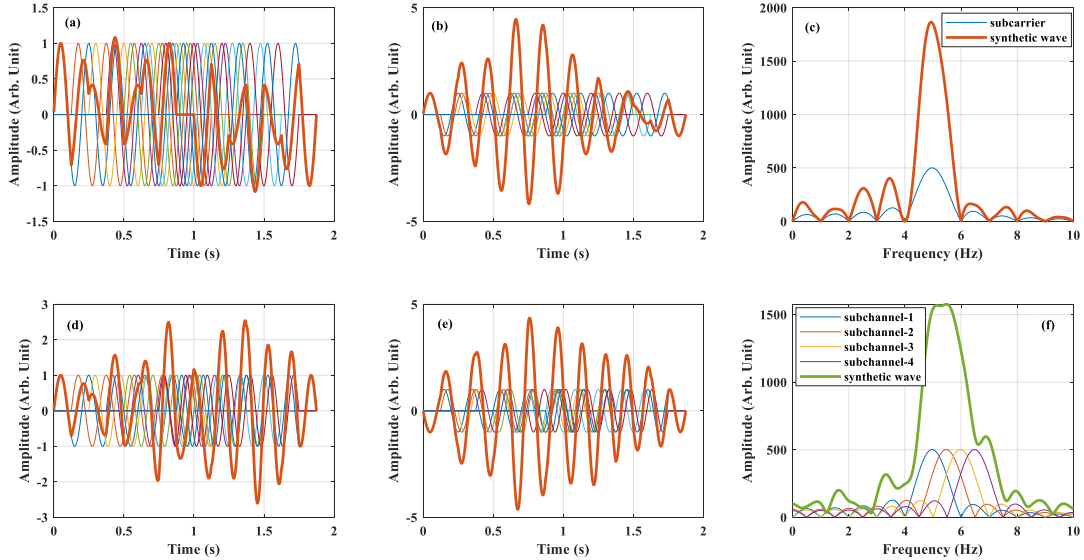 (a)
Amplitude (Arb. Unit)
1.5
1
0.5
0
-0.5
-1
-1.5
0 0.5 1 1.5 2
Time (s)
(b)
Amplitude (Arb. Unit)
5
0
-5
0 0.5 1 1.5 2
Time (s)
(c)
subcarrier
synthetic wave
Amplitude (Arb. Unit)
2000
1500
1000
500
0
0 2 4 6 8 10
Frequency (Hz)
(d)
Amplitude (Arb. Unit)
3
2
1
0
-1
-2
-3
0 0.5 1 1.5 2
Time (s)
(e)
Amplitude (Arb. Unit)
5
0
-5
0 0.5 1 1.5 2
Time (s)
(f)
subchannel-1
subchannel-2
subchannel-3
subchannel-4
synthetic wave
Amplitude (Arb. Unit)
1500
1000
500
0
0 2 4 6 8 10
Frequency (Hz)